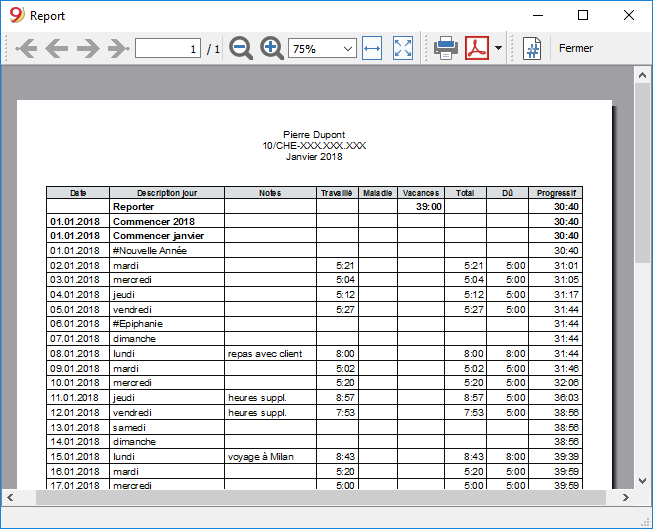 Report
1 / 1 75% Fermer
Pierre Dupont
10/CHE-XXX.XXX.XXX
Janvier 2018
Date Description jour Notes Travaillé Maladie Vacances Total Dû Progressif
Reporter 39:00 30:40
01.01.2018 Commencer 2018 30:40
01.01.2018 Commencer janvier 30:40
01.01.2018 #Nouvelle Année 30:40
02.01.2018 mardi 5:21 5:21 5:00 31:01
03.01.2018 mercredi 5:04 5:04 5:00 31:05
04.01.2018 jeudi 5:12 5:12 5:00 31:17
05.01.2018 vendredi 5:27 5:27 5:00 31:44
06.01.2018 #Epiphanie 31:44
07.01.2018 dimanche 31:44
08.01.2018 lundi repas avec client 8:00 8:00 8:00 31:44
09.01.2018 mardi 5:02 5:02 5:00 31:46
10.01.2018 mercredi 5:20 5:20 5:00 32:06
11.01.2018 jeudi heures suppl. 8:57 8:57 5:00 36:03
12.01.2018 vendredi heures suppl. 7:53 7:53 5:00 38:56
13.01.2018 samedi 38:56
14.01.2018 dimanche 38:56
15.01.2018 lundi voyage à Milan 8:43 8:43 8:00 39:39
16.01.2018 mardi 5:20 5:20 5:00 39:59
17.01.2018 mercredi 5:00 5:00 5:00 39:59